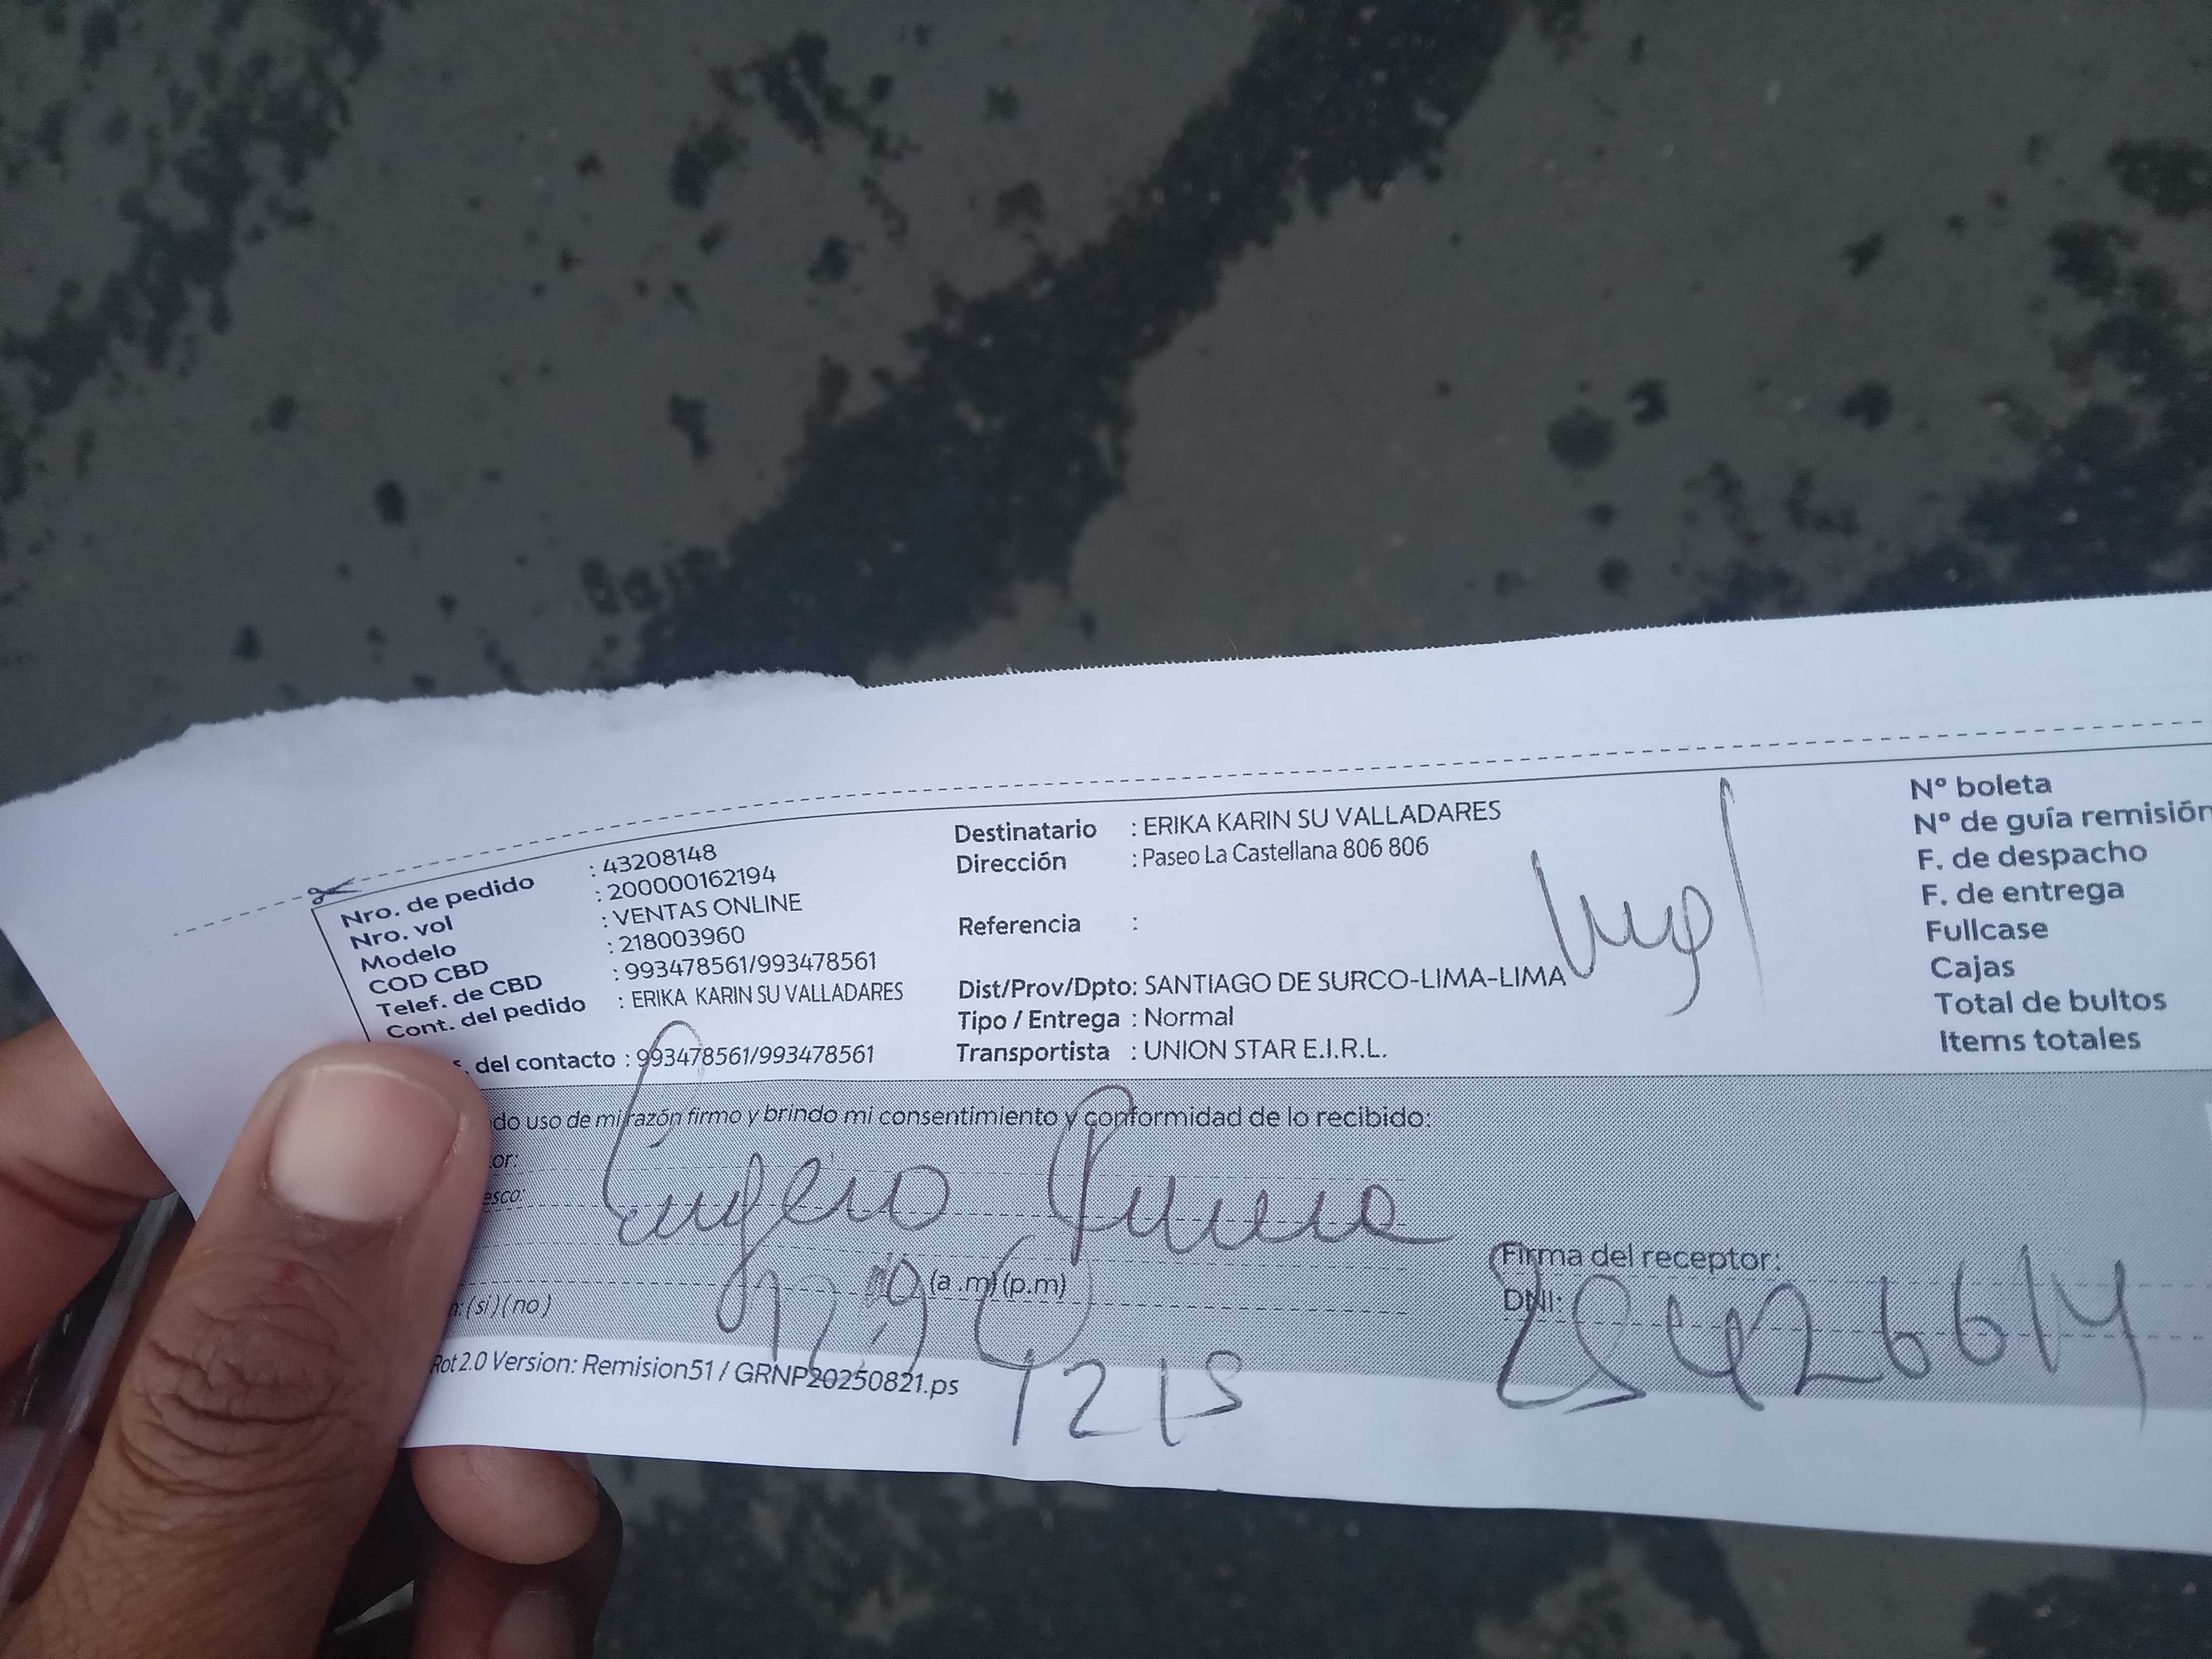 Nro. de pedido : 43208148
Nro. vol : 200000162194
Modelo : VENTAS ONLINE
COD CBD : 218003960
Telef. de CBD : 993478561/993478561
Cont. del pedido : ERIKA KARIN SU VALLADARES
. del contacto : 993478561/993478561
Destinatario : ERIKA KARIN SU VALLADARES
Dirección : Paseo La Castellana 806 806
Referencia :
Dist/Prov/Dpto: SANTIAGO DE SURCO-LIMA-LIMA
Tipo / Entrega : Normal
Transportista : UNION STAR E.I.R.L.
Nº boleta
Nº de guía remisión
F. de despacho
F. de entrega
Fullcase
Cajas
Total de bultos
Items totales
do uso de mi razón firmo y brindo mi consentimiento y conformidad de lo recibido:
or:
esco:
Eugenio
(a.m)(p.m)
(si)(no)
Firma del receptor:
DNI:
Rot 2.0 Version: Remision51 / GRNP20250821.ps
1215